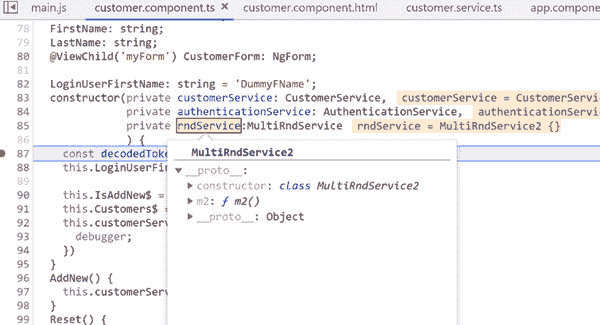 main.js customer.component.ts × customer.component.html customer.service.ts app.compone
78 FirstName: string;
79 LastName: string;
80 @ViewChild('myForm') CustomerForm: NgForm;
82 LoginUserFirstName: string = 'DummyFName';
83 constructor(private customerService: CustomerService, customerService = CustomerServic
84 private authenticationService: AuthenticationService, authenticationServ
85 private rndService:MultiRndService rndService = MultiRndService2 {}
86 ) {
87 const decodedToke
88 this.LoginUserFir
90 this.IsAddNew$ =
91 this.Customers$ =
92 this.customerServ
93 debugger;
94 })
95 }
96 AddNew() {
97 this.customerServ
98 }
99 Reset() {
MultiRndService2
▼ __proto__:
▶ constructor: class MultiRndService2
▶ m2: ƒ m2()
▶ __proto__: Object